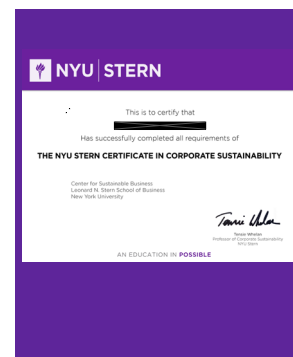 NYU STERN
This is to certify that
Has successfully completed all requirements of
THE NYU STERN CERTIFICATE IN CORPORATE SUSTAINABILITY
Center for Sustainable Business
Leonard N. Stern School of Business
New York University
Tensie Whelan
Tensie Whelan
Professor of Corporate Sustainability
NYU Stern
AN EDUCATION IN POSSIBLE